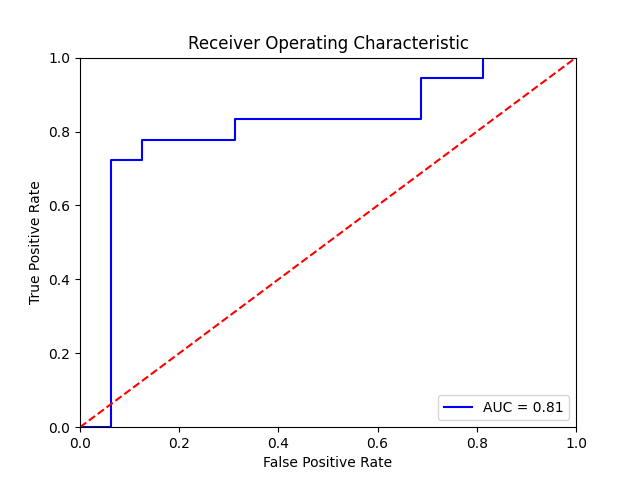 Receiver Operating Characteristic
1.0
0.8
0.6
0.4
0.2
0.0
True Positive Rate
AUC = 0.81
0.0 0.2 0.4 0.6 0.8 1.0
False Positive Rate